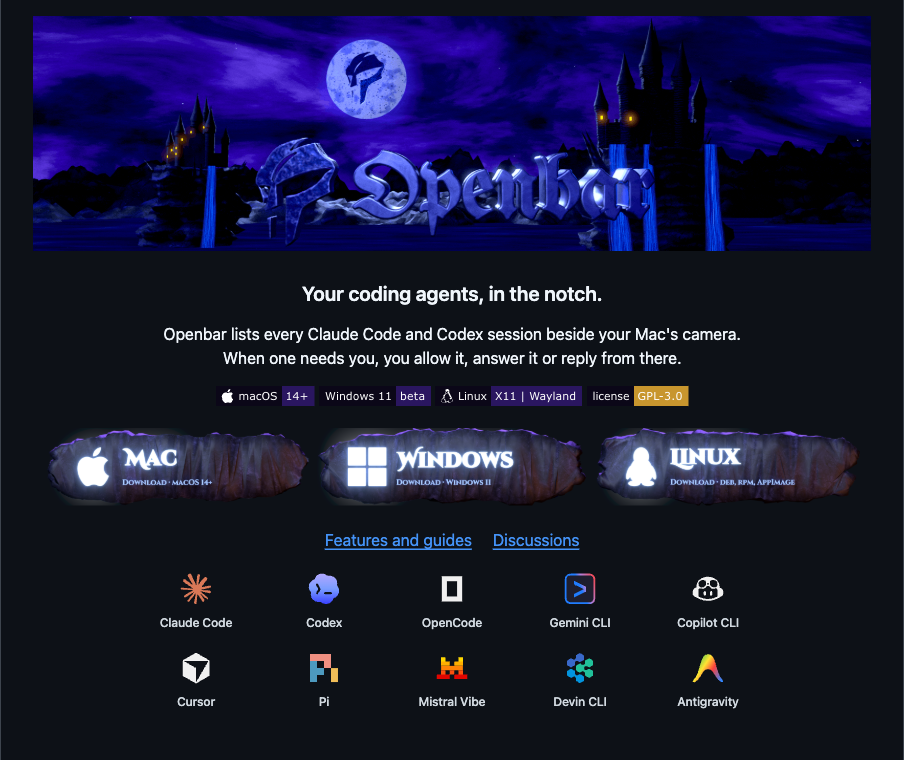 Openbar
Your coding agents, in the notch.
Openbar lists every Claude Code and Codex session beside your Mac's camera.
When one needs you, you allow it, answer it or reply from there.
macOS 14+ Windows 11 beta Linux X11 | Wayland license GPL-3.0
Mac Windows Linux
Download · macOS 14+ Download · Windows 11 Download · deb, rpm, AppImage
Features and guides Discussions
Claude Code Codex OpenCode Gemini CLI Copilot CLI
Cursor Pi Mistral Vibe Devin CLI Antigravity